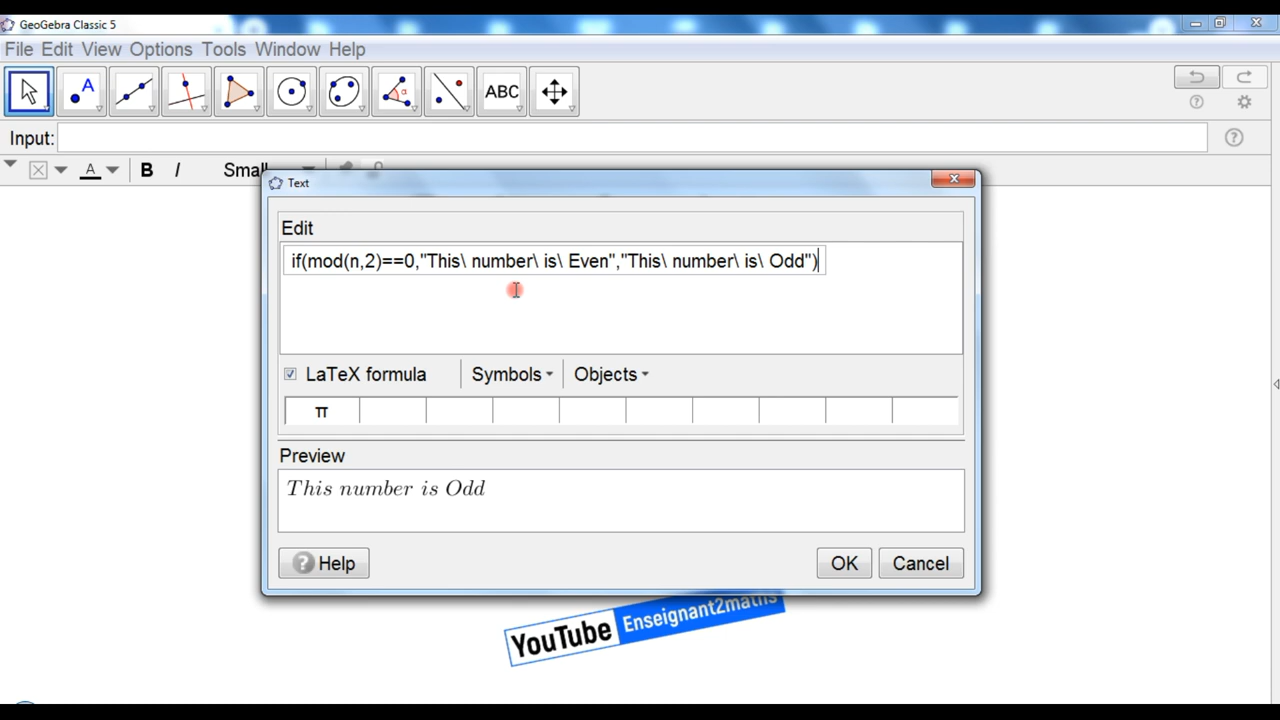 GeoGebra Classic 5
File Edit View Options Tools Window Help
A
α
ABC
Input:
A B I Small
Text
Edit
if(mod(n,2)==0,"This\ number\ is\ Even","This\ number\ is\ Odd")
LaTeX formula Symbols Objects
π
Preview
This number is Odd
? Help OK Cancel
YouTube Enseignant2maths